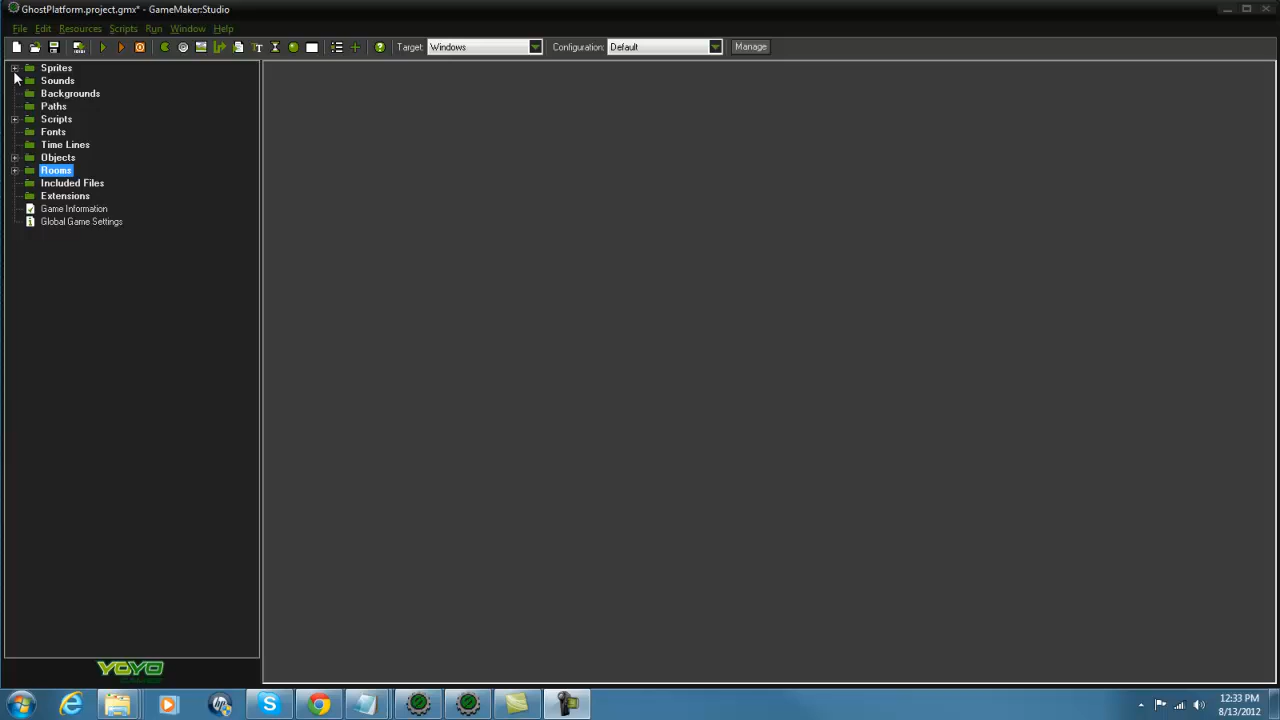 GhostPlatform.project.gmx* - GameMaker:Studio
File Edit Resources Scripts Run Window Help
Target: Windows Configuration: Default Manage
Sprites
Sounds
Backgrounds
Paths
Scripts
Fonts
Time Lines
Objects
Rooms
Included Files
Extensions
Game Information
Global Game Settings
YOYO
12:33 PM
8/13/2012